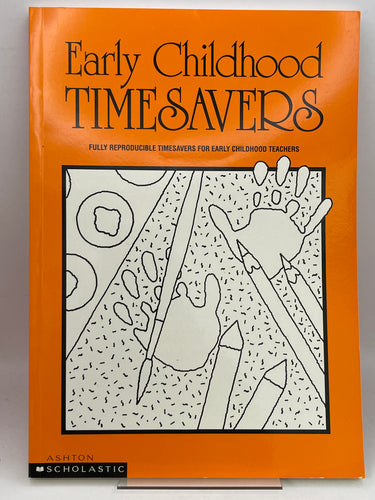 Early Childhood
TIMESAVERS
FULLY REPRODUCIBLE TIMESAVERS FOR EARLY CHILDHOOD TEACHERS
ASHTON
SCHOLASTIC